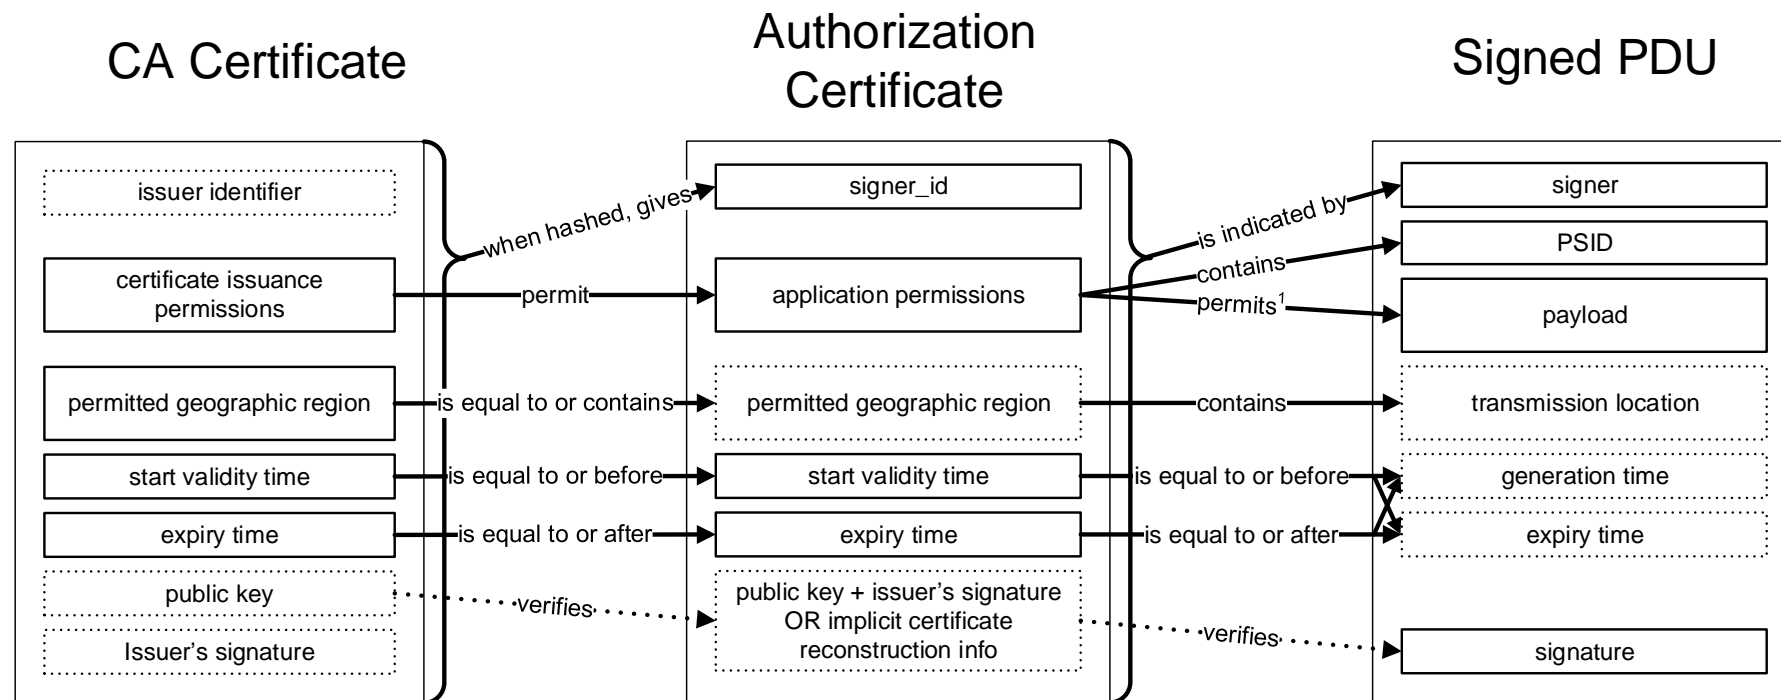 CA Certificate
Authorization
Certificate
Signed PDU
issuer identifier
certificate issuance
permissions
permitted geographic region
start validity time
expiry time
public key
Issuer's signature
when hashed, gives
permit
is equal to or contains
is equal to or before
is equal to or after
verifies
signer_id
application permissions
permitted geographic region
start validity time
expiry time
public key + issuer’s signature
OR implicit certificate
reconstruction info
is indicated by
contains
permits¹
contains
is equal to or before
is equal to or after
verifies
signer
PSID
payload
transmission location
generation time
expiry time
signature